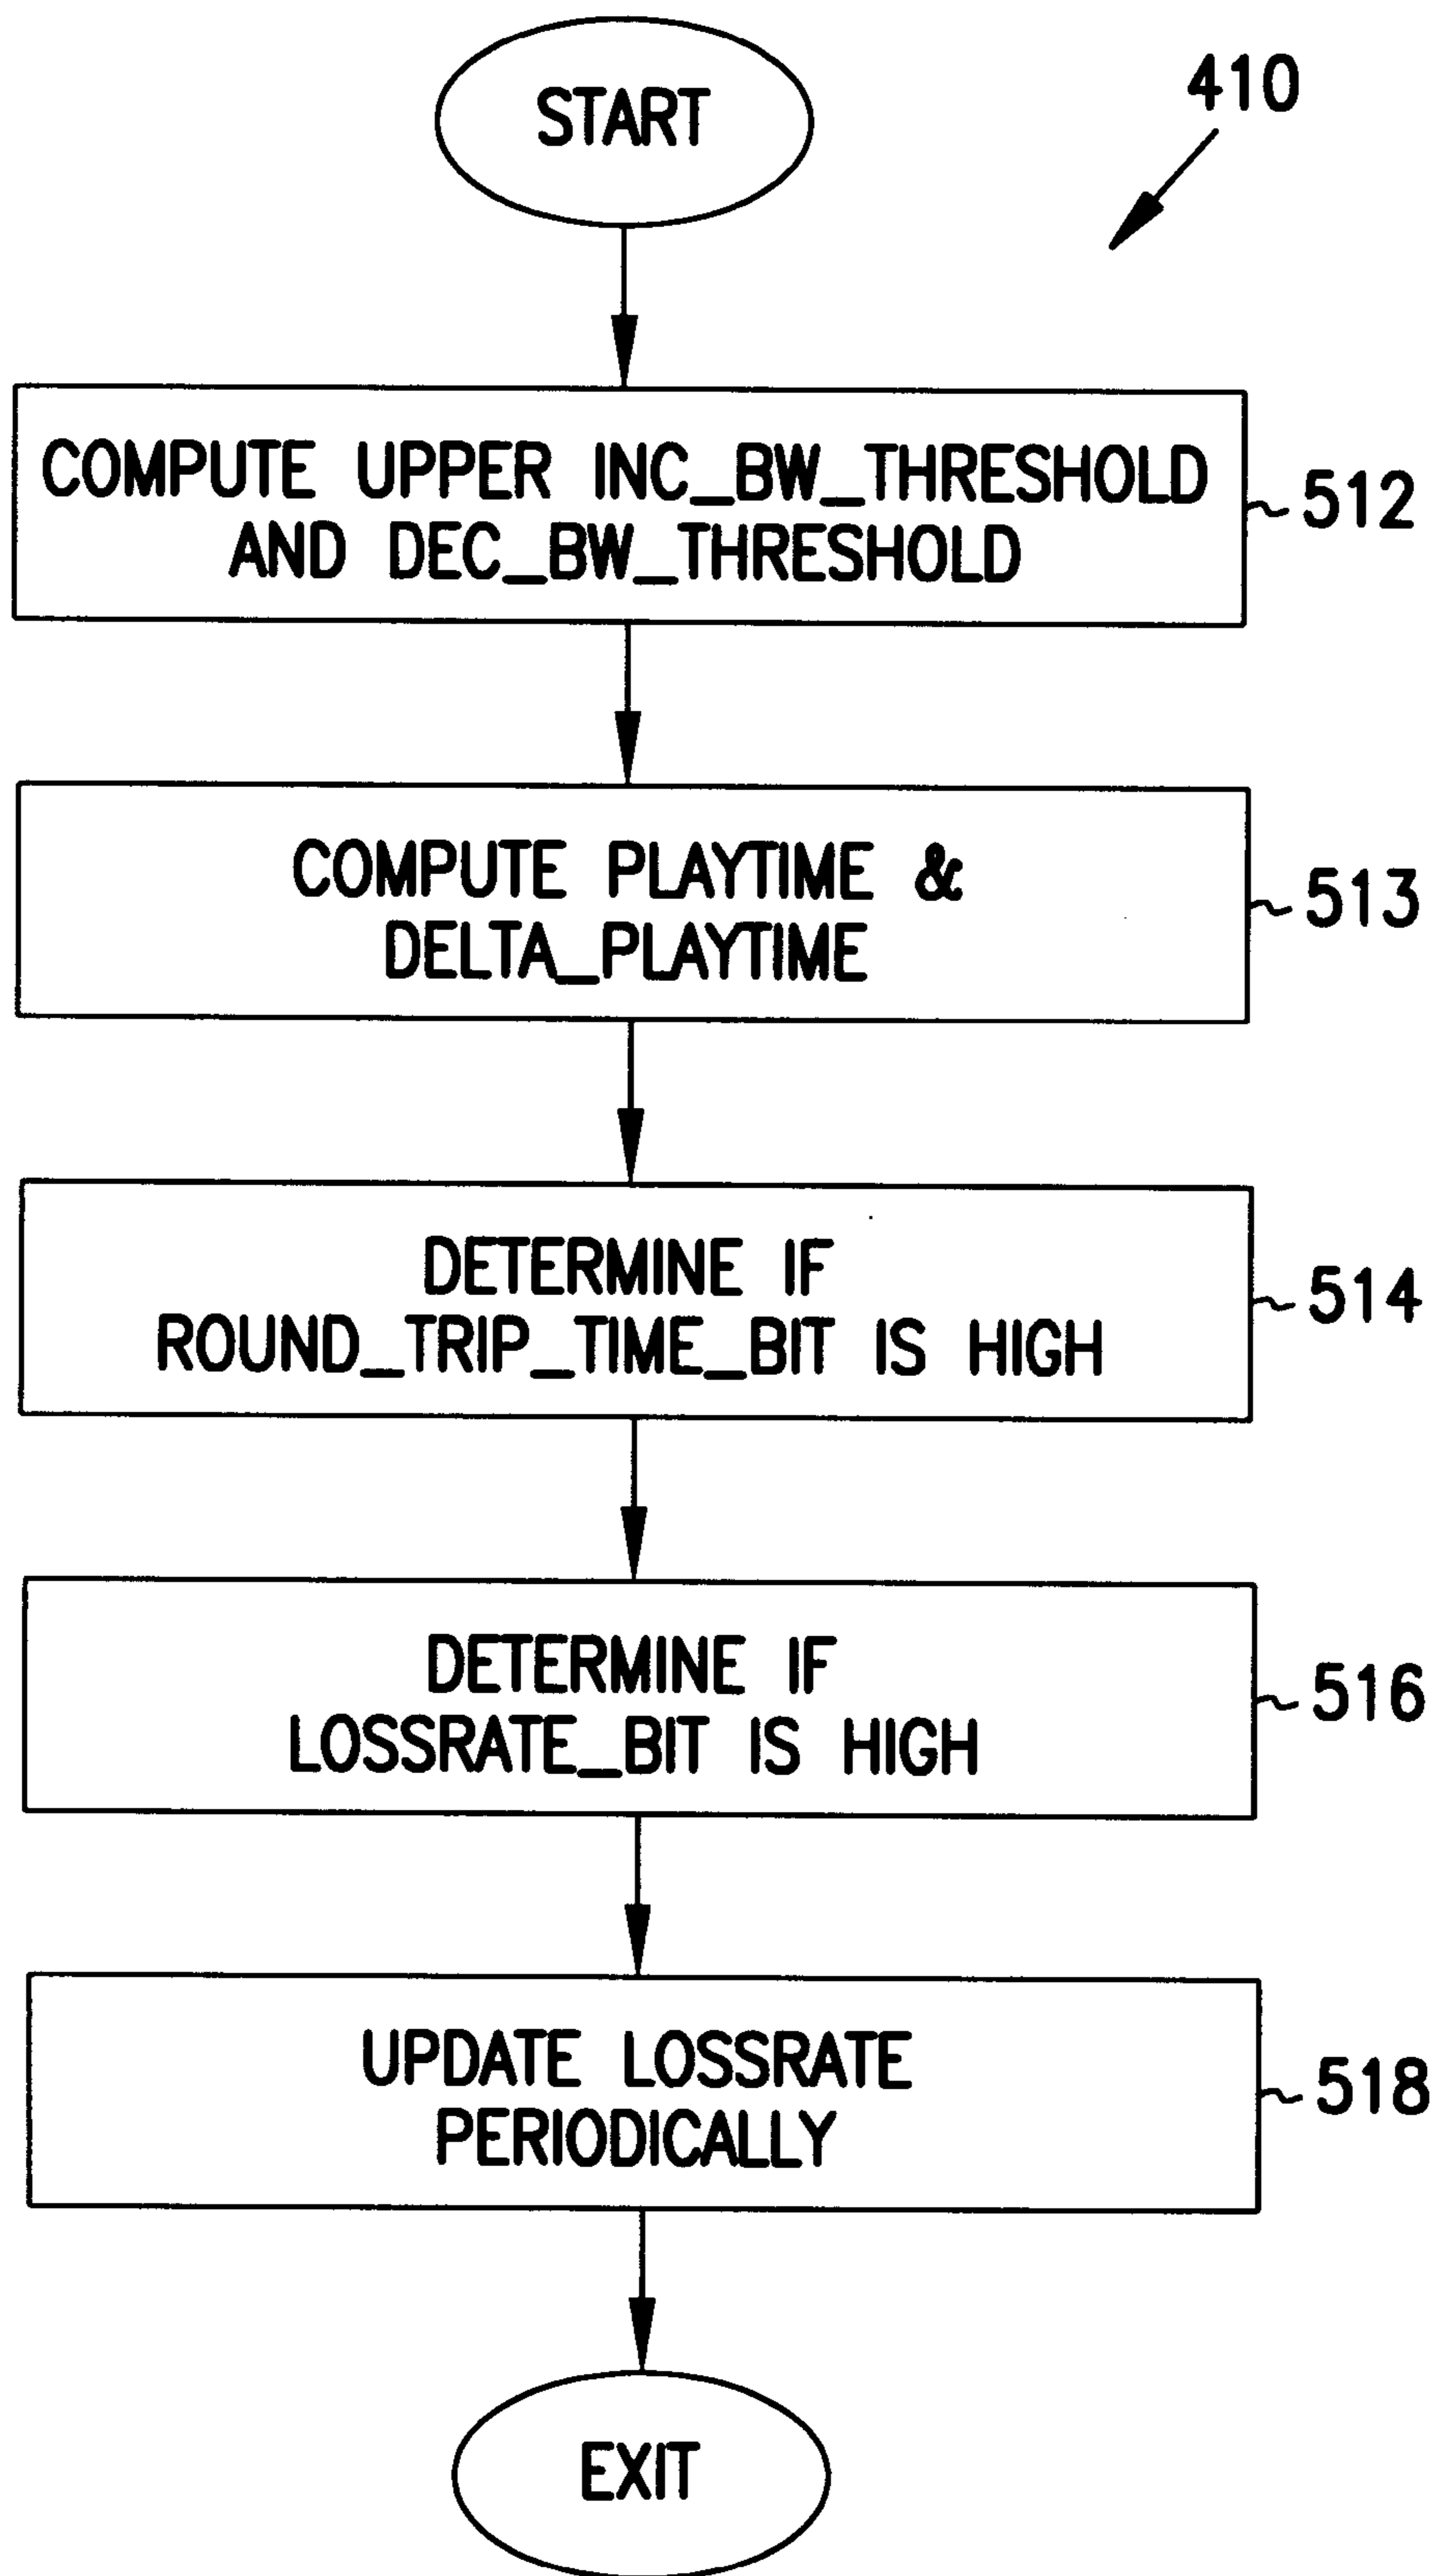 START
410
COMPUTE UPPER INC_BW_THRESHOLD
AND DEC_BW_THRESHOLD
512
COMPUTE PLAYTIME &
DELTA_PLAYTIME
513
DETERMINE IF
ROUND_TRIP_TIME_BIT IS HIGH
514
DETERMINE IF
LOSSRATE_BIT IS HIGH
516
UPDATE LOSSRATE
PERIODICALLY
518
EXIT